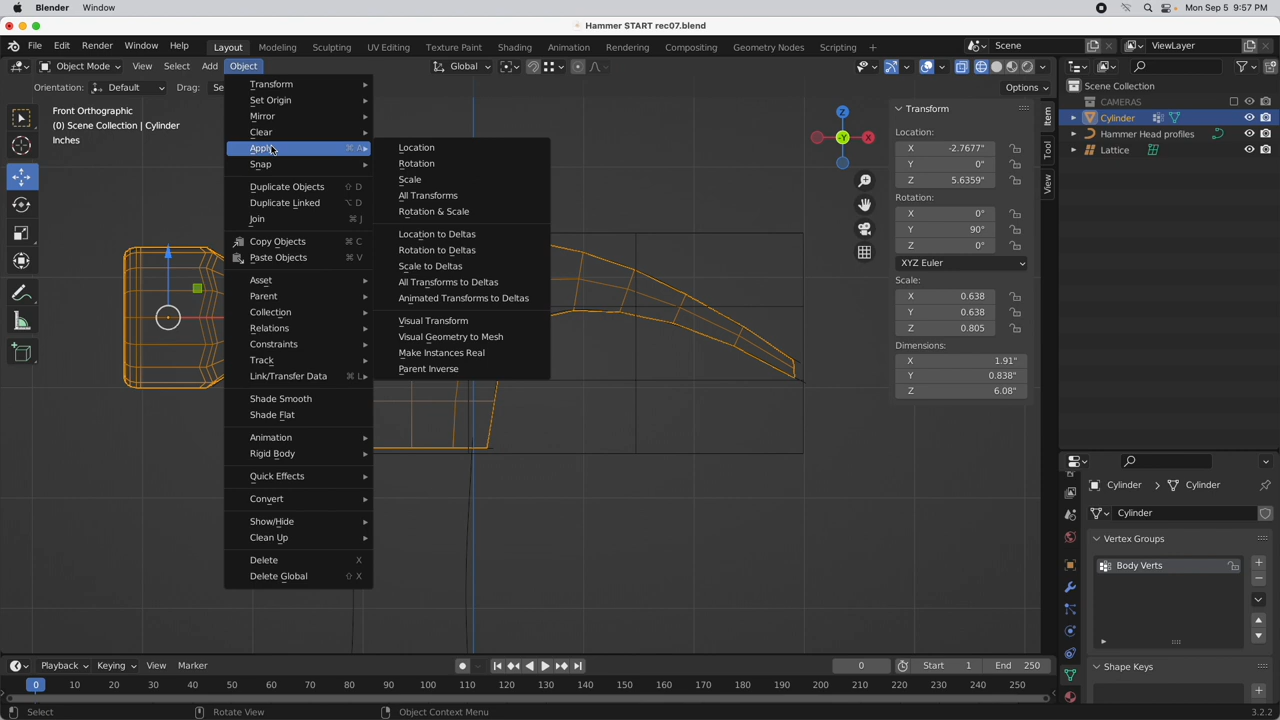 Blender Window
Mon Sep 5 9:57 PM
Hammer START rec07.blend
File Edit Render Window Help
Layout Modeling Sculpting UV Editing Texture Paint Shading Animation Rendering Compositing Geometry Nodes Scripting +
Scene
ViewLayer
Object Mode View Select Add Object
Global
Orientation: Default Drag: Se
Options
Front Orthographic
(0) Scene Collection | Cylinder
Inches
Transform
Set Origin
Mirror
Clear
Apply ⌘ A
Snap
Duplicate Objects ⇧ D
Duplicate Linked ⌥ D
Join ⌘ J
Copy Objects ⌘ C
Paste Objects ⌘ V
Asset
Parent
Collection
Relations
Constraints
Track
Link/Transfer Data ⌘ L
Shade Smooth
Shade Flat
Animation
Rigid Body
Quick Effects
Convert
Show/Hide
Clean Up
Delete X
Delete Global ⇧ X
Location
Rotation
Scale
All Transforms
Rotation & Scale
Location to Deltas
Rotation to Deltas
Scale to Deltas
All Transforms to Deltas
Animated Transforms to Deltas
Visual Transform
Visual Geometry to Mesh
Make Instances Real
Parent Inverse
Z
Y
X
Transform
Location:
X -2.7677"
Y 0"
Z 5.6359"
Rotation:
X 0°
Y 90°
Z 0°
XYZ Euler
Scale:
X 0.638
Y 0.638
Z 0.805
Dimensions:
X 1.91"
Y 0.838"
Z 6.08"
Item
Tool
View
Scene Collection
CAMERAS
Cylinder
Hammer Head profiles
Lattice
Cylinder > Cylinder
Cylinder
Vertex Groups
Body Verts
Shape Keys
Playback Keying View Marker
0
Start 1
End 250
0 10 20 30 40 50 60 70 80 90 100 110 120 130 140 150 160 170 180 190 200 210 220 230 240 250
Select
Rotate View
Object Context Menu
3.2.2